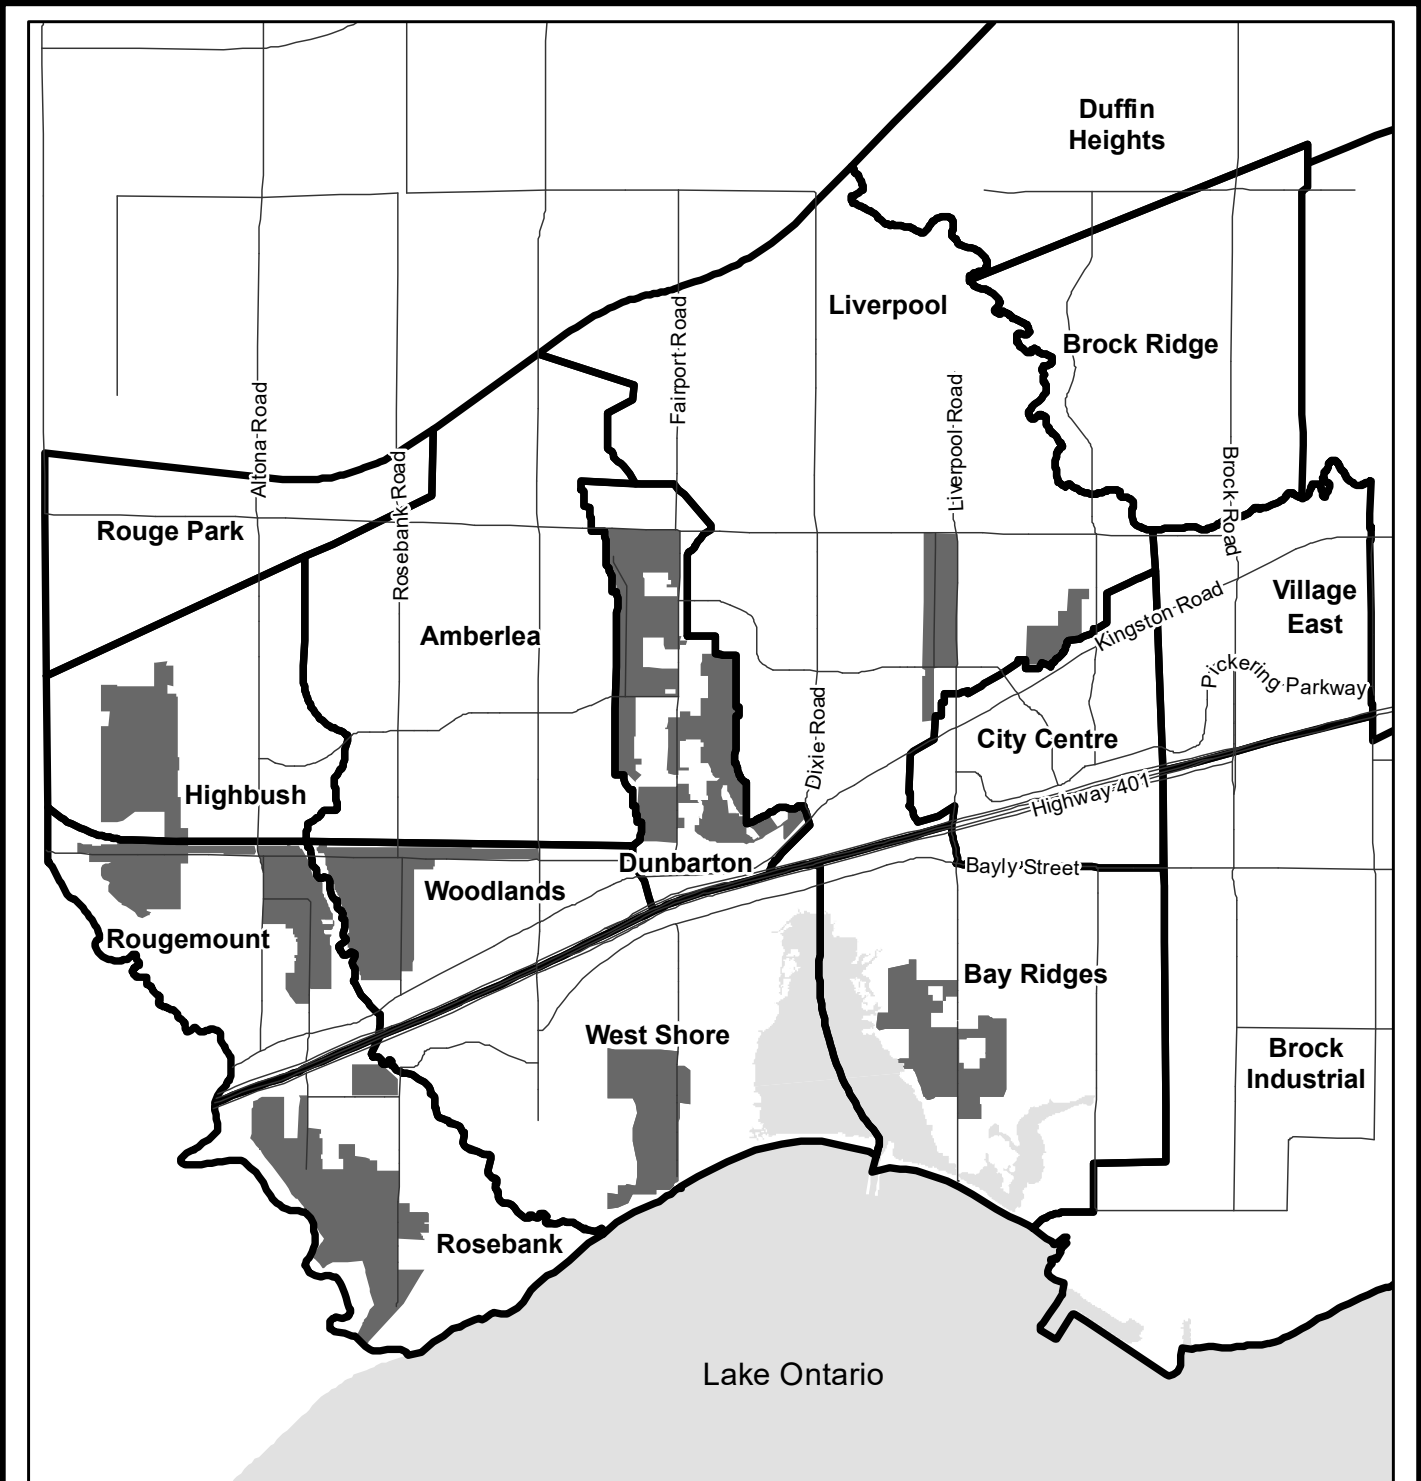 Duffin
Heights
Liverpool
Brock Ridge
Fairport Road
Altona Road
Liverpool Road
Rosebank Road
Brock Road
Rouge Park
Village
East
Kingston Road
Amberlea
Pickering Parkway
Dixie Road
City Centre
Highbush
Highway 401
Dunbarton
Bayly Street
Woodlands
Rougemount
Bay Ridges
West Shore
Brock
Industrial
Rosebank
Lake Ontario